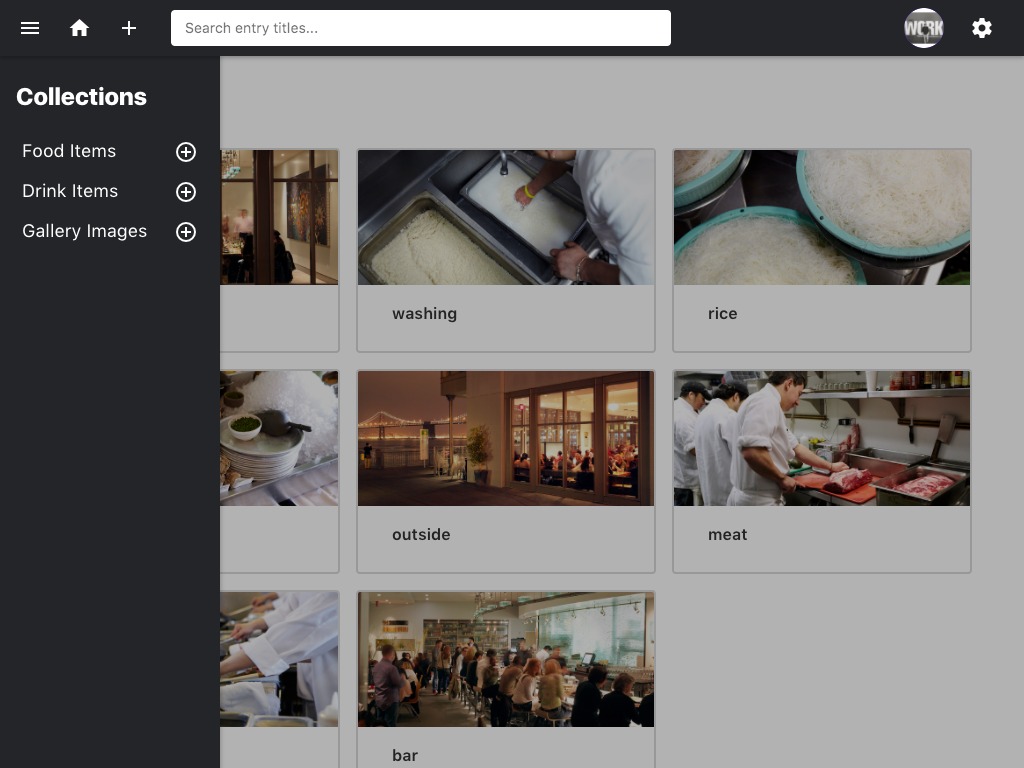 Search entry titles...
WORK
Collections
Food Items
Drink Items
Gallery Images
washing
rice
outside
meat
bar